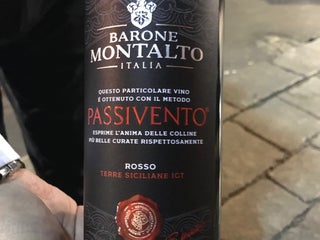 BARONE
MONTALTO
ITALIA
QUESTO PARTICOLARE VINO
È OTTENUTO CON IL METODO
PASSIVENTO®
ESPRIME L'ANIMA DELLE COLLINE
PIÙ BELLE CURATE RISPETTOSAMENTE
ROSSO
TERRE SICILIANE IGT